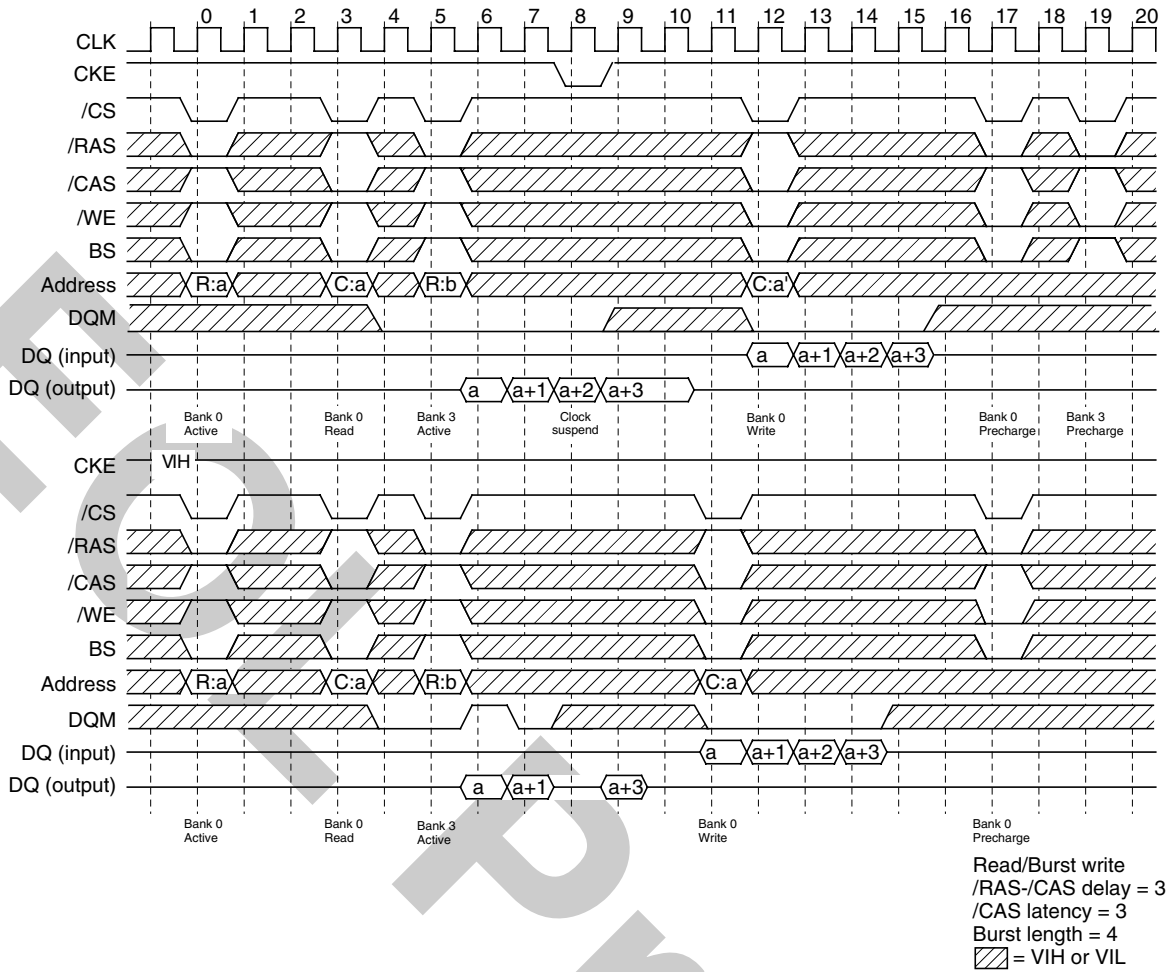 0 1 2 3 4 5 6 7 8 9 10 11 12 13 14 15 16 17 18 19 20
CLK
CKE
/CS
/RAS
/CAS
/WE
BS
Address R:a C:a R:b C:a'
DQM
DQ (input) a a+1 a+2 a+3
DQ (output) a a+1 a+2 a+3
Bank 0 Active
Bank 0 Read
Bank 3 Active
Clock suspend
Bank 0 Write
Bank 0 Precharge
Bank 3 Precharge
CKE VIH
/CS
/RAS
/CAS
/WE
BS
Address R:a C:a R:b C:a
DQM
DQ (input) a a+1 a+2 a+3
DQ (output) a a+1 a+3
Bank 0 Active
Bank 0 Read
Bank 3 Active
Bank 0 Write
Bank 0 Precharge
Read/Burst write
/RAS-/CAS delay = 3
/CAS latency = 3
Burst length = 4
= VIH or VIL